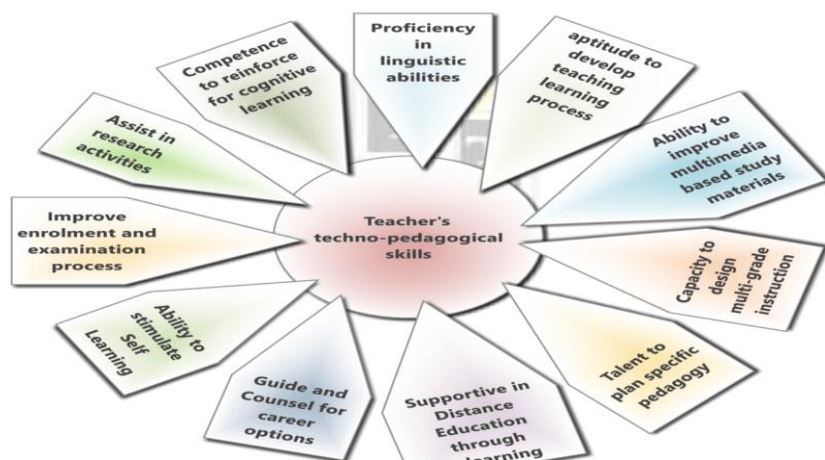 Proficiency
in
linguistic
abilities
aptitude to
develop
teaching
learning
process
Ability to
improve
multimedia
based study
materials
Capacity to
design
multi-grade
instruction
Talent to
plan specific
pedagogy
Supportive in
Distance
Education
through
learning
Guide and
Counsel for
career
options
Ability to
stimulate
Self
Learning
Improve
enrolment and
examination
process
Assist in
research
activities
Competence
to reinforce
for cognitive
learning
Teacher's
techno-pedagogical
skills